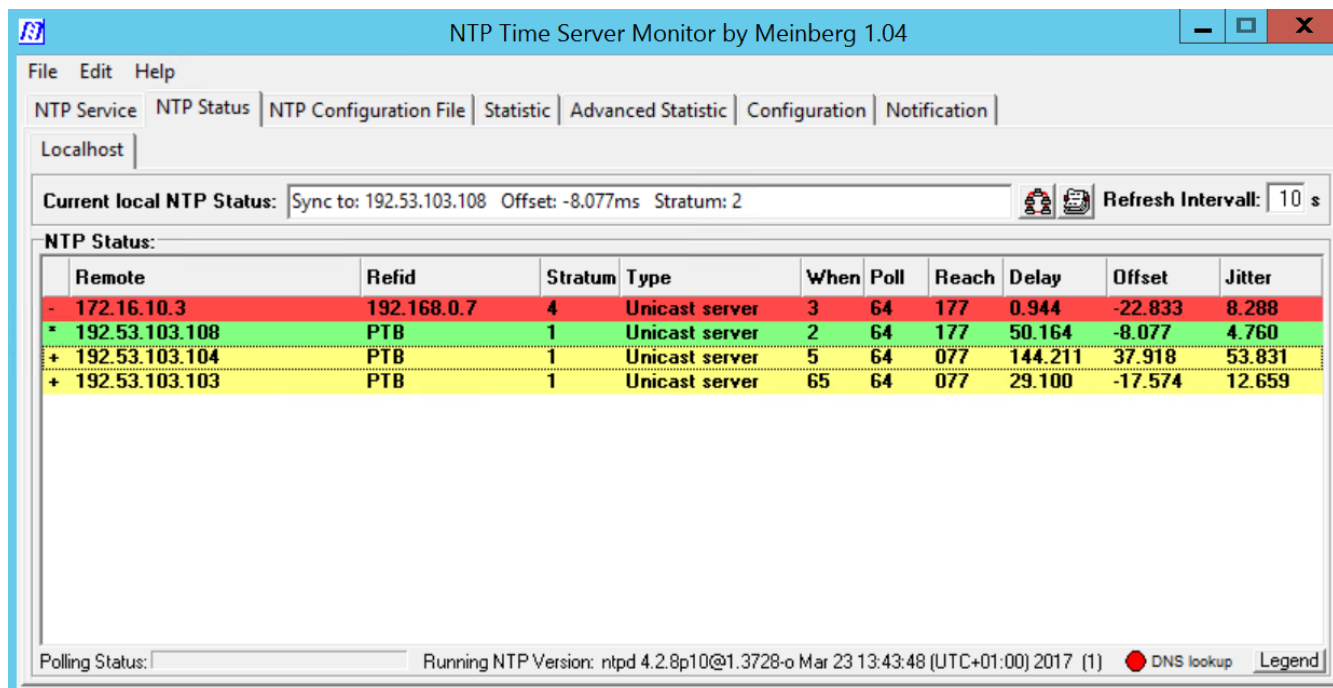 NTP Time Server Monitor by Meinberg 1.04
File Edit Help
NTP Service NTP Status NTP Configuration File Statistic Advanced Statistic Configuration Notification
Localhost
Current local NTP Status: Sync to: 192.53.103.108 Offset: -8.077ms Stratum: 2 Refresh Intervall: 10 s
NTP Status:
Remote Refid Stratum Type When Poll Reach Delay Offset Jitter
- 172.16.10.3 192.168.0.7 4 Unicast server 3 64 177 0.944 -22.833 8.288
* 192.53.103.108 PTB 1 Unicast server 2 64 177 50.164 -8.077 4.760
+ 192.53.103.104 PTB 1 Unicast server 5 64 077 144.211 37.918 53.831
+ 192.53.103.103 PTB 1 Unicast server 65 64 077 29.100 -17.574 12.659
Polling Status: Running NTP Version: ntpd 4.2.8p10@1.3728-o Mar 23 13:43:48 (UTC+01:00) 2017 (1) DNS lookup Legend